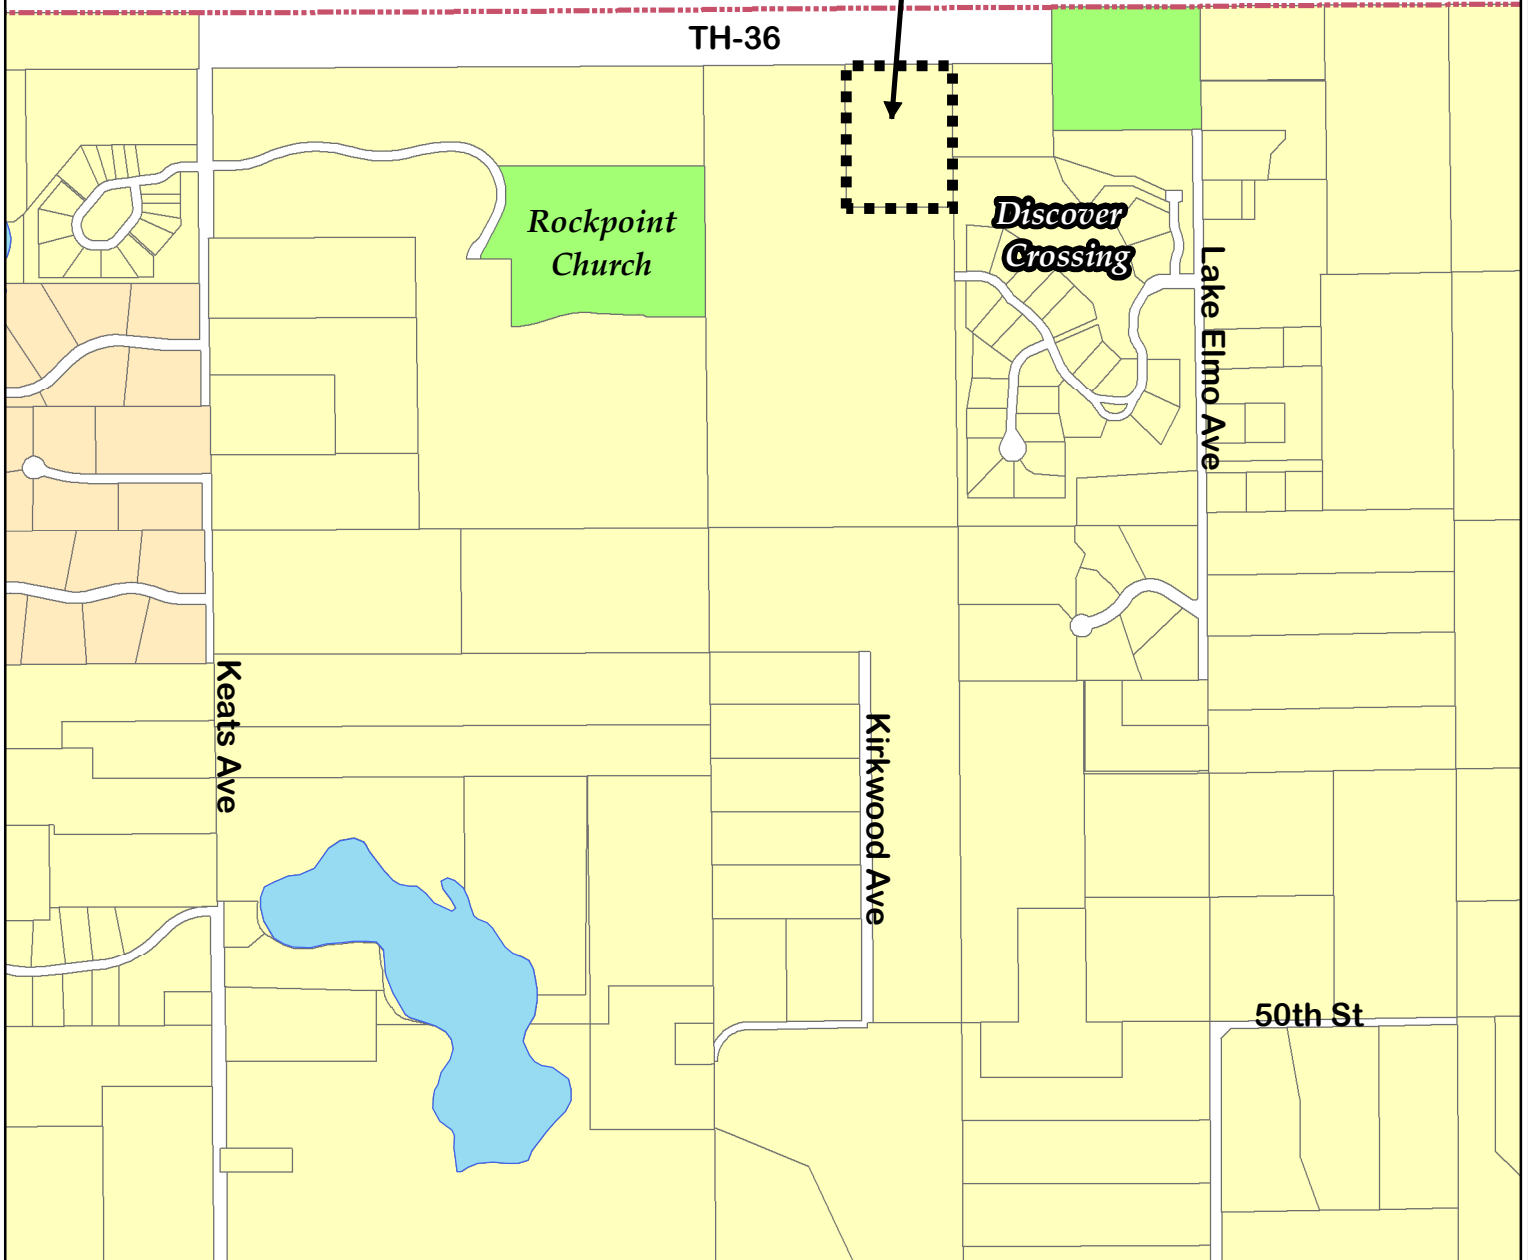 TH-36
Rockpoint
Church
Discover
Crossing
Lake Elmo Ave
Keats Ave
Kirkwood Ave
50th St